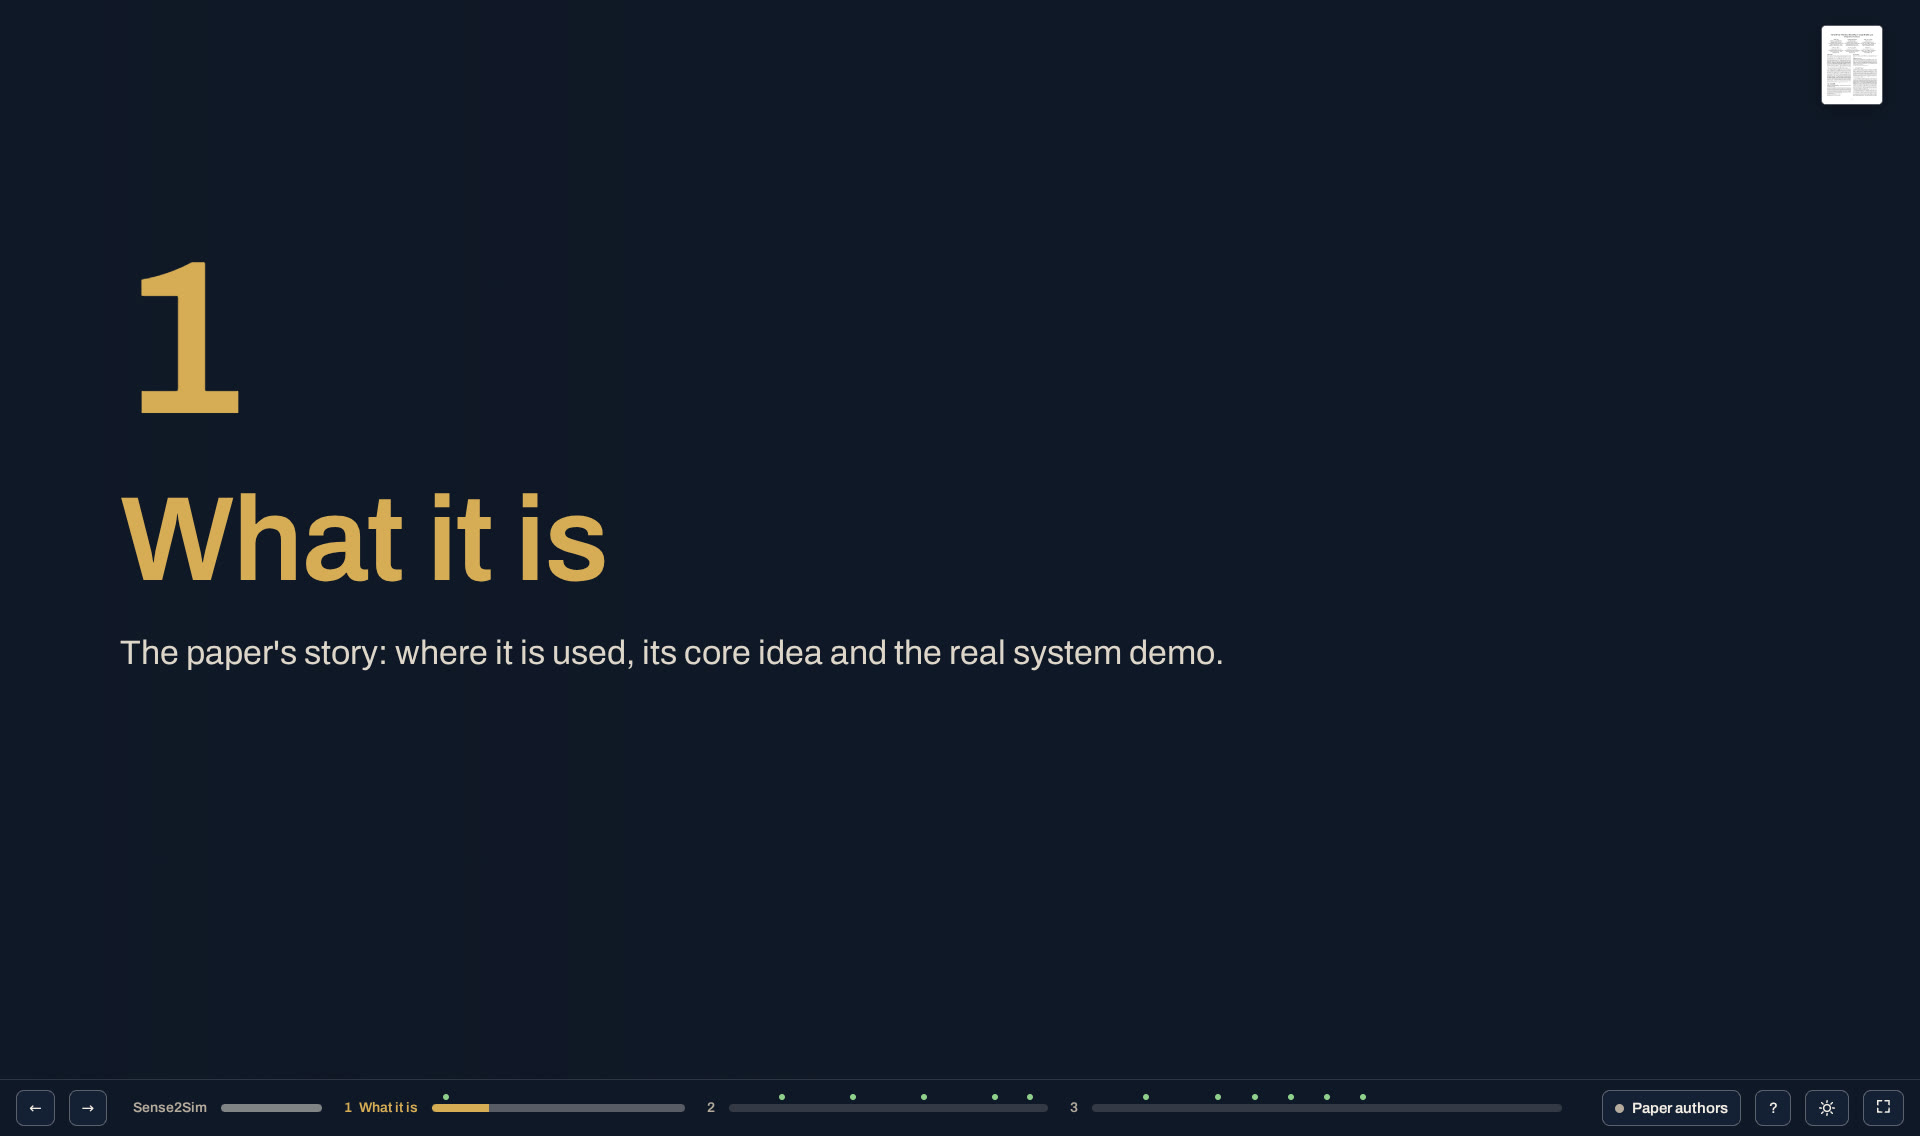 1
What it is
The paper's story: where it is used, its core idea and the real system demo.
← → Sense2Sim 1 What it is 2 3 Paper authors ?